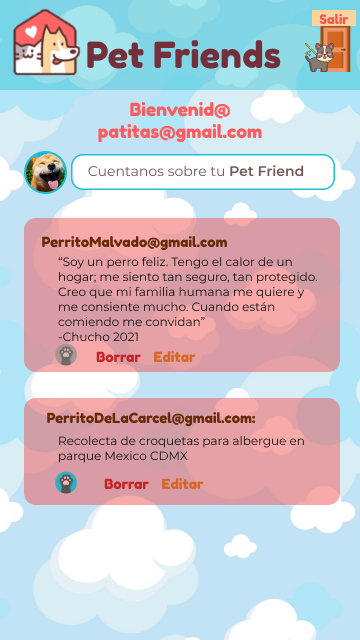 Salir
Pet Friends
Bienvenid@
patitas@gmail.com
Cuentanos sobre tu Pet Friend
PerritoMalvado@gmail.com
“Soy un perro feliz. Tengo el calor de un
hogar; me siento tan seguro, tan protegido.
Creo que mi familia humana me quiere y
me consiente mucho. Cuando están
comiendo me convidan”
-Chucho 2021
Borrar Editar
PerritoDeLaCarcel@gmail.com:
Recolecta de croquetas para albergue en
parque Mexico CDMX
Borrar Editar